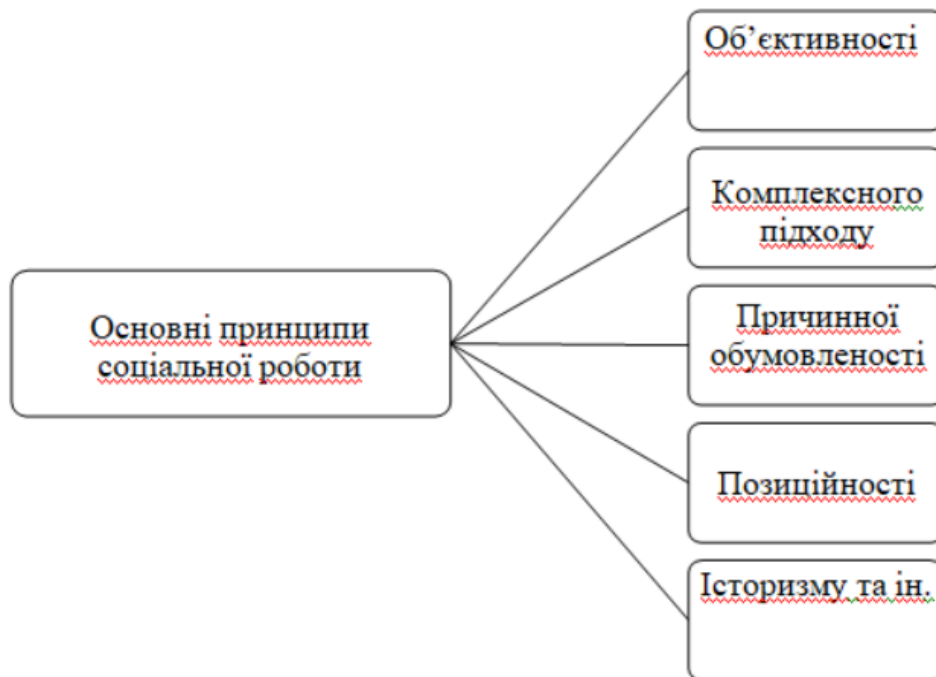 Основні принципи
соціальної роботи
Об’єктивності
Комплексного
підходу
Причинної
обумовленості
Позиційності
Історизму та ін.